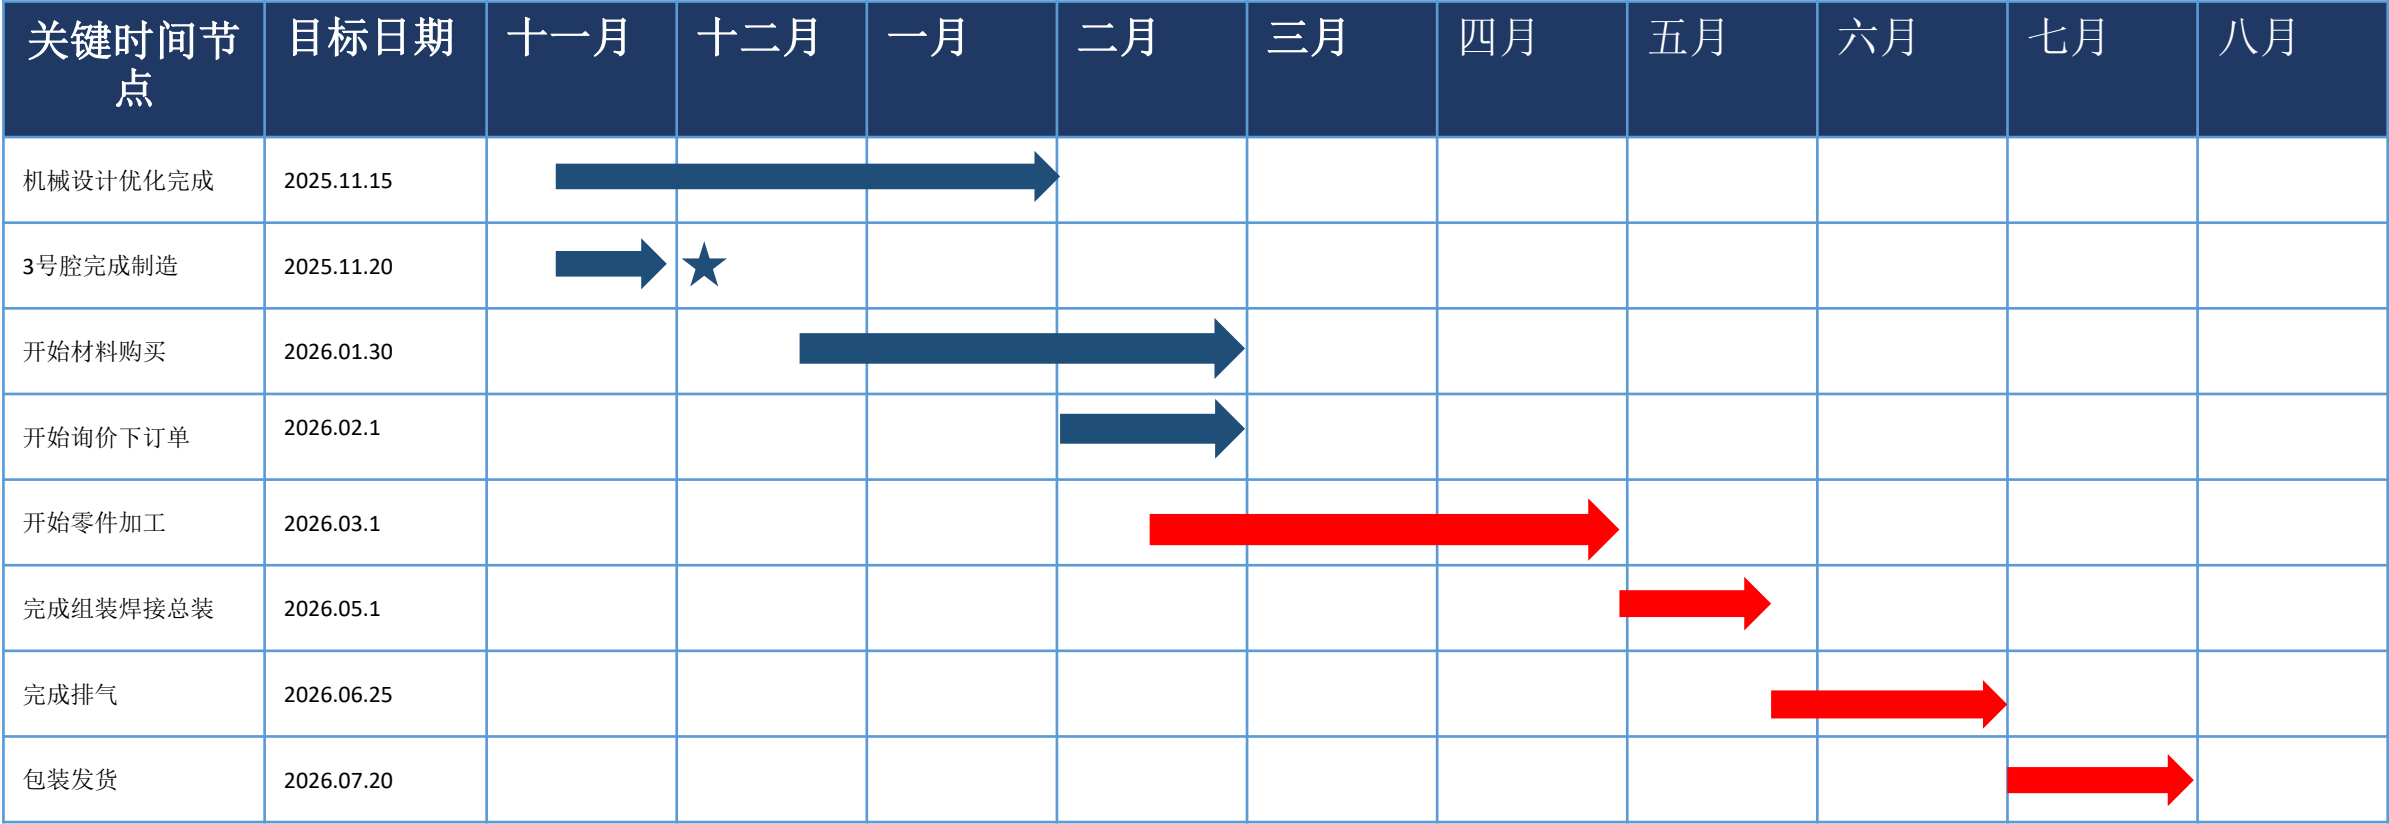 关键时间节
点
目标日期
十一月
十二月
一月
二月
三月
四月
五月
六月
七月
八月
机械设计优化完成
2025.11.15
3号腔完成制造
2025.11.20
开始材料购买
2026.01.30
开始询价下订单
2026.02.1
开始零件加工
2026.03.1
完成组装焊接总装
2026.05.1
完成排气
2026.06.25
包装发货
2026.07.20